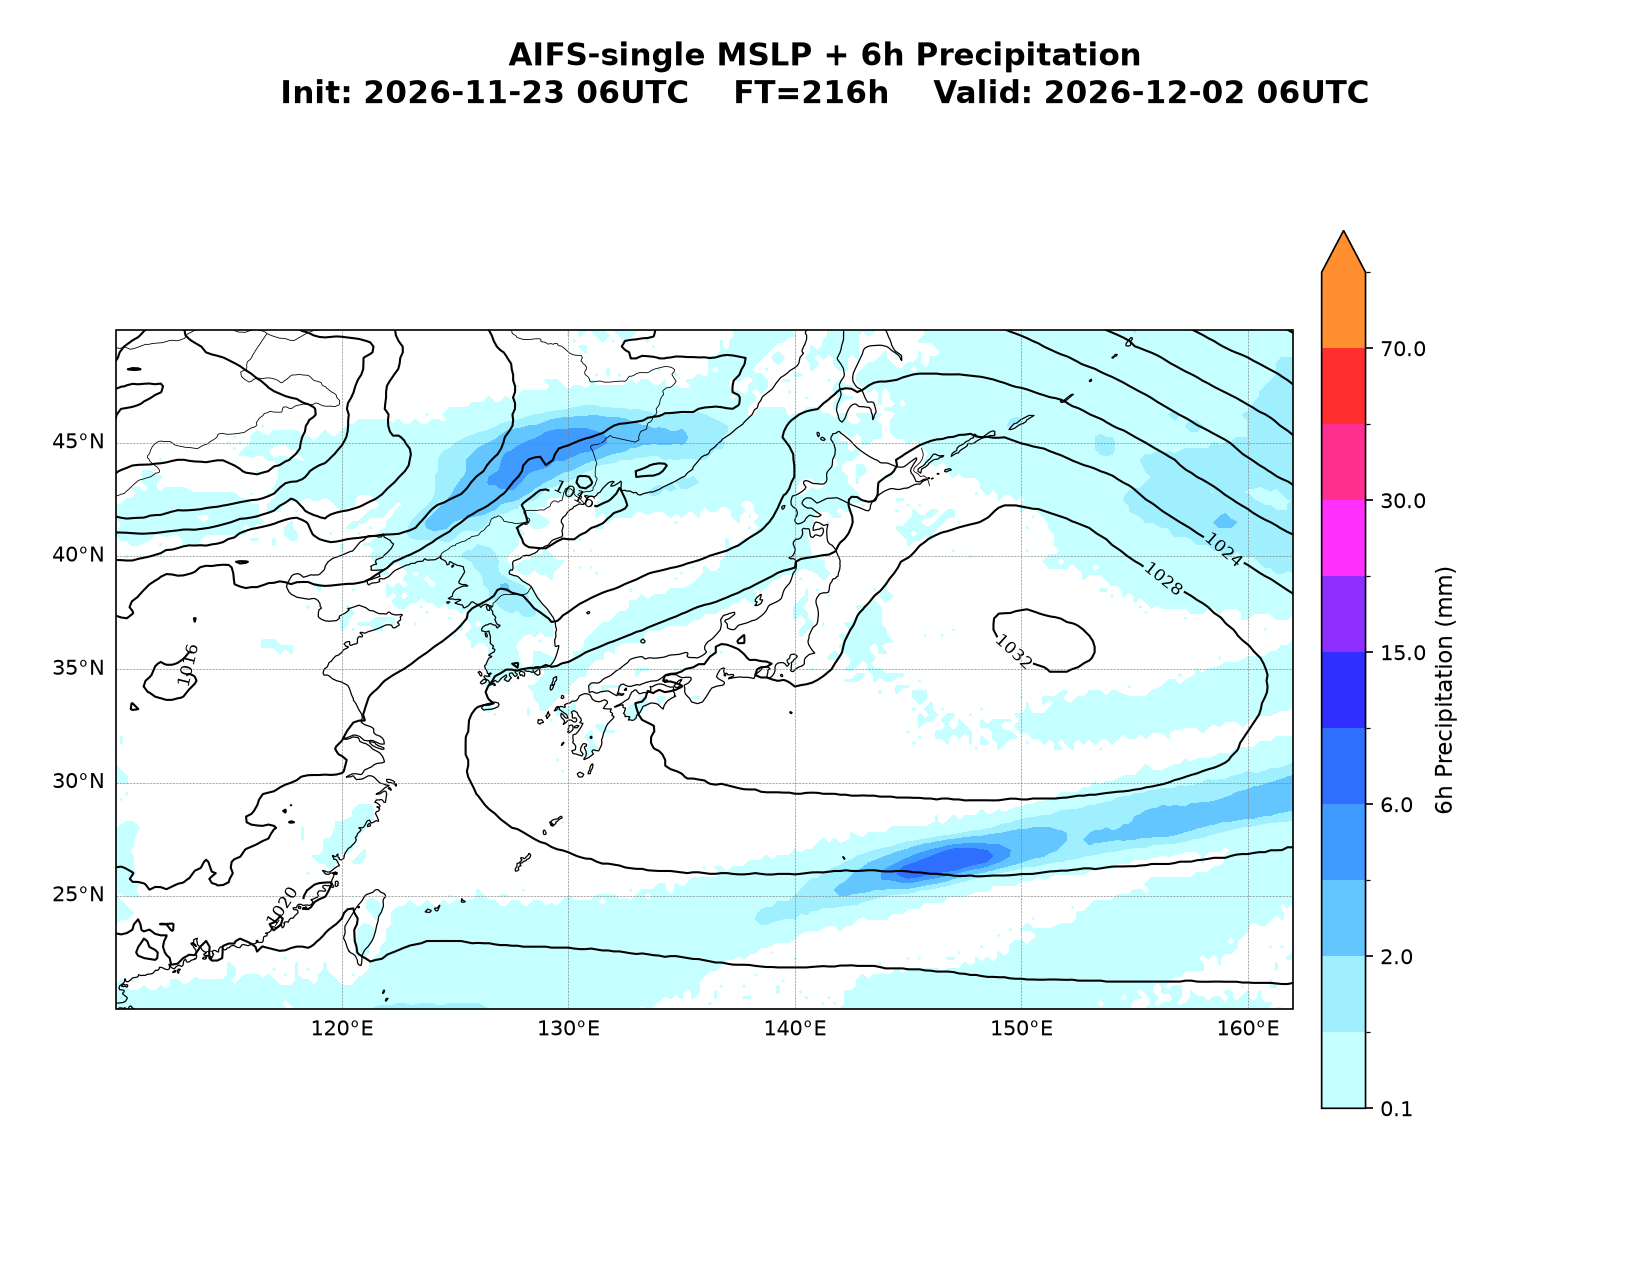 AIFS-single MSLP + 6h Precipitation
Init: 2026-11-23 06UTC    FT=216h    Valid: 2026-12-02 06UTC
70.0
30.0
15.0
6.0
2.0
0.1
6h Precipitation (mm)
45°N
40°N
35°N
30°N
25°N
120°E
130°E
140°E
150°E
160°E
1016
1024
1028
1032
1016
1020